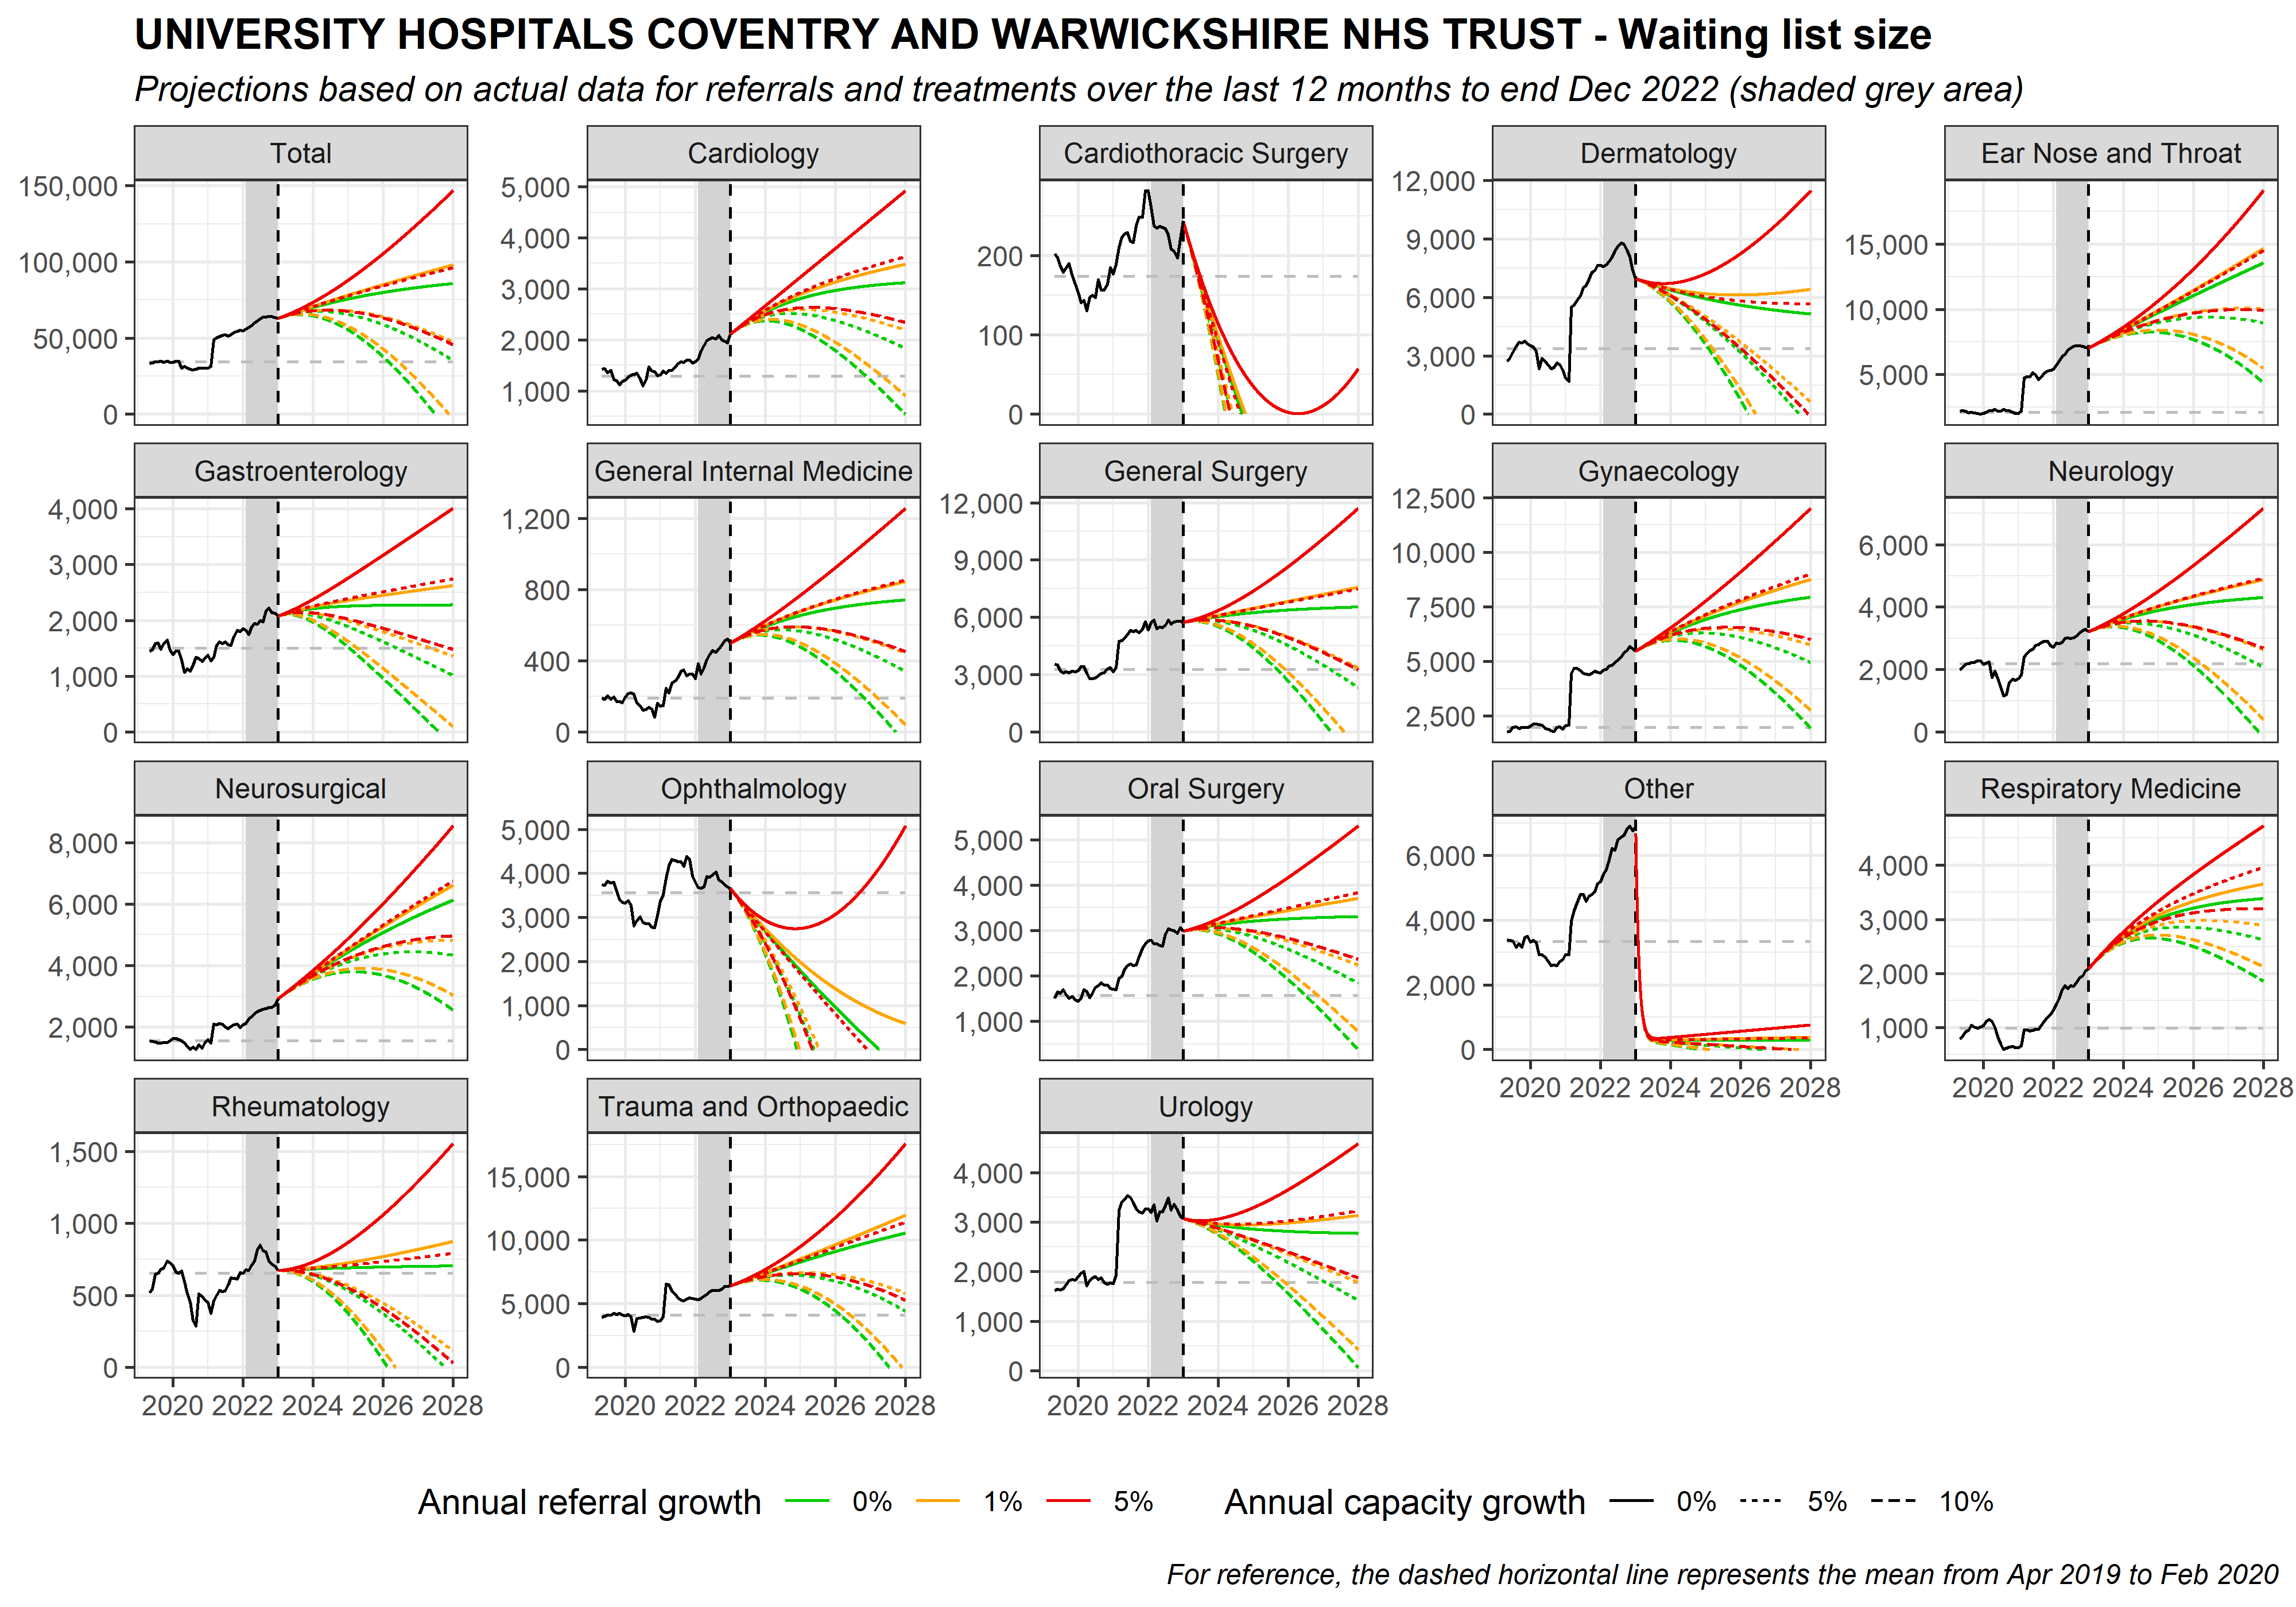 UNIVERSITY HOSPITALS COVENTRY AND WARWICKSHIRE NHS TRUST - Waiting list size
Projections based on actual data for referrals and treatments over the last 12 months to end Dec 2022 (shaded grey area)
Total
150,000
100,000
50,000
0
Cardiology
5,000
4,000
3,000
2,000
1,000
Cardiothoracic Surgery
200
100
0
Dermatology
12,000
9,000
6,000
3,000
0
Ear Nose and Throat
15,000
10,000
5,000
Gastroenterology
4,000
3,000
2,000
1,000
0
General Internal Medicine
1,200
800
400
0
General Surgery
12,000
9,000
6,000
3,000
0
Gynaecology
12,500
10,000
7,500
5,000
2,500
Neurology
6,000
4,000
2,000
0
Neurosurgical
8,000
6,000
4,000
2,000
Ophthalmology
5,000
4,000
3,000
2,000
1,000
0
Oral Surgery
5,000
4,000
3,000
2,000
1,000
Other
6,000
4,000
2,000
0
2020 2022 2024 2026 2028
Respiratory Medicine
4,000
3,000
2,000
1,000
2020 2022 2024 2026 2028
Rheumatology
1,500
1,000
500
0
2020 2022 2024 2026 2028
Trauma and Orthopaedic
15,000
10,000
5,000
0
2020 2022 2024 2026 2028
Urology
4,000
3,000
2,000
1,000
0
2020 2022 2024 2026 2028
Annual referral growth 0% 1% 5% Annual capacity growth 0% 5% 10%
For reference, the dashed horizontal line represents the mean from Apr 2019 to Feb 2020